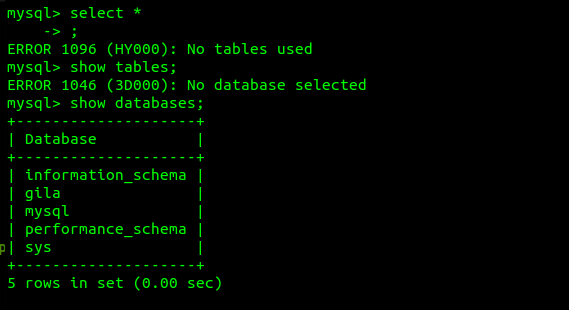 mysql> select *
    -> ;
ERROR 1096 (HY000): No tables used
mysql> show tables;
ERROR 1046 (3D000): No database selected
mysql> show databases;
+--------------------+
| Database           |
+--------------------+
| information_schema |
| gila               |
| mysql              |
| performance_schema |
| sys                |
+--------------------+
5 rows in set (0.00 sec)